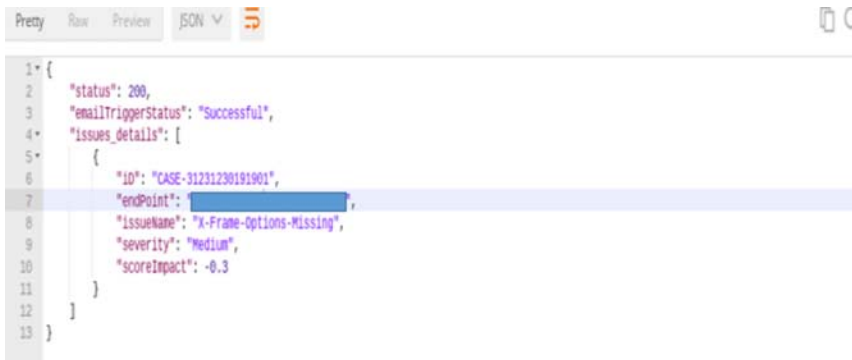 Pretty Raw Preview JSON
1 {
2 "status": 200,
3 "emailTriggerStatus": "Successful",
4 "issues_details": [
5 {
6 "iD": "CASE-31231230191901",
7 "endPoint": "",
8 "issueName": "X-Frame-Options-Missing",
9 "severity": "Medium",
10 "scoreImpact": -0.3
11 }
12 ]
13 }